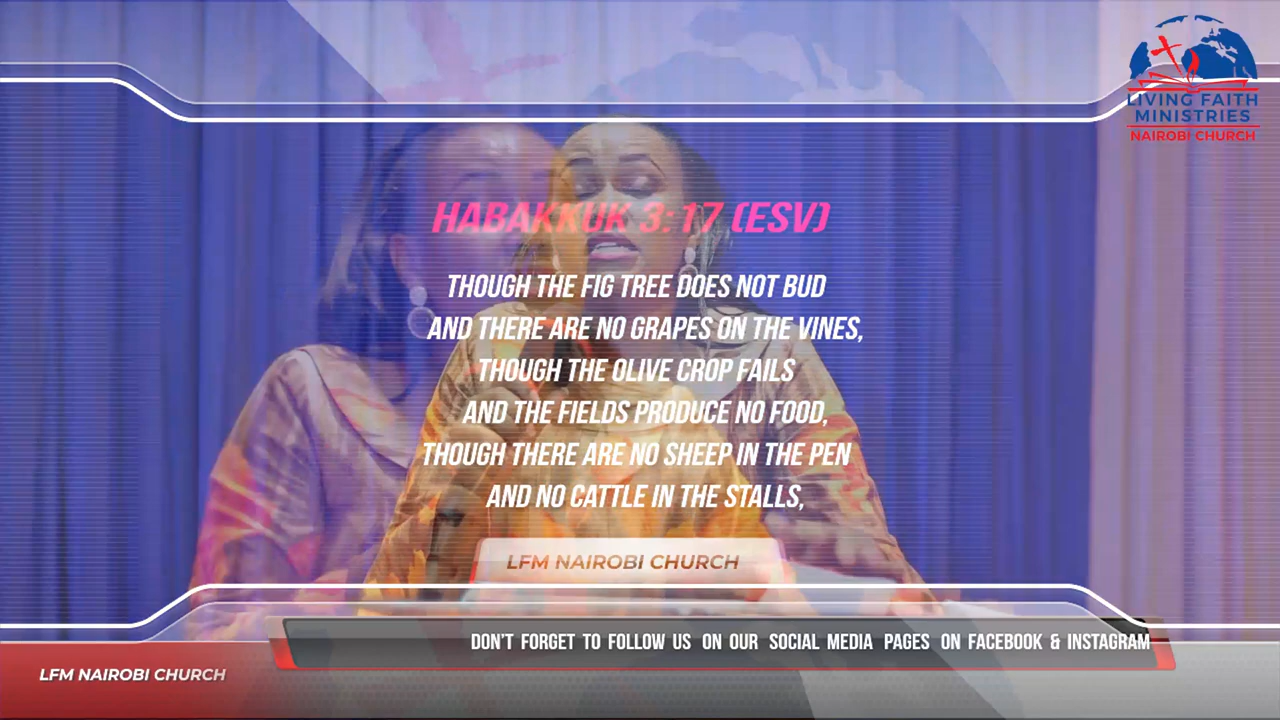 LIVING FAITH
MINISTRIES
NAIROBI CHURCH
HABAKKUK 3:17 (ESV)
THOUGH THE FIG TREE DOES NOT BUD
AND THERE ARE NO GRAPES ON THE VINES,
THOUGH THE OLIVE CROP FAILS
AND THE FIELDS PRODUCE NO FOOD,
THOUGH THERE ARE NO SHEEP IN THE PEN
AND NO CATTLE IN THE STALLS,
LFM NAIROBI CHURCH
DON'T FORGET TO FOLLOW US ON OUR SOCIAL MEDIA PAGES ON FACEBOOK & INSTAGRAM
LFM NAIROBI CHURCH